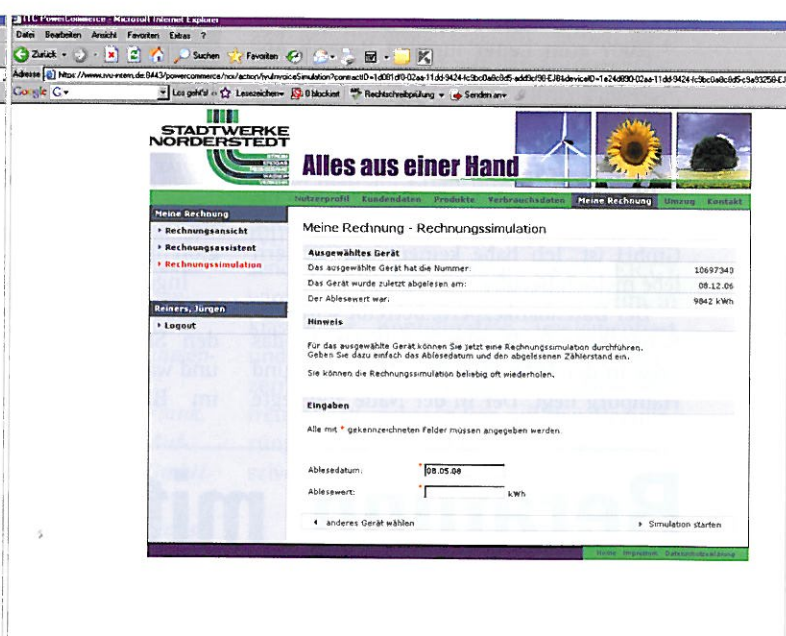 ITC PowerCommerce - Microsoft Internet Explorer
Datei Bearbeiten Ansicht Favoriten Extras ?
Zurück Suchen Favoriten
Adresse
Google G Los geht's! Lesezeichen 0 blockiert Rechtschreibprüfung Senden an
STADTWERKE
NORDERSTEDT
Alles aus einer Hand
Nutzerprofil Kundendaten Produkte Verbrauchsdaten Meine Rechnung Umzug Kontakt
Meine Rechnung
Rechnungsansicht
Rechnungsassistent
Rechnungssimulation
Reiners, Jürgen
Logout
Meine Rechnung - Rechnungssimulation
Ausgewähltes Gerät
Das ausgewählte Gerät hat die Nummer: 10697340
Das Gerät wurde zuletzt abgelesen am: 08.12.06
Der Ablesewert war: 9842 kWh
Hinweis
Für das ausgewählte Gerät können Sie jetzt eine Rechnungssimulation durchführen.
Geben Sie dazu einfach das Ablesedatum und den abgelesenen Zählerstand ein.
Sie können die Rechnungssimulation beliebig oft wiederholen.
Eingaben
Alle mit * gekennzeichneten Felder müssen angegeben werden.
Ablesedatum: * 08.05.08
Ablesewert: * kWh
anderes Gerät wählen Simulation starten
Home Impressum Datenschutzerklärung